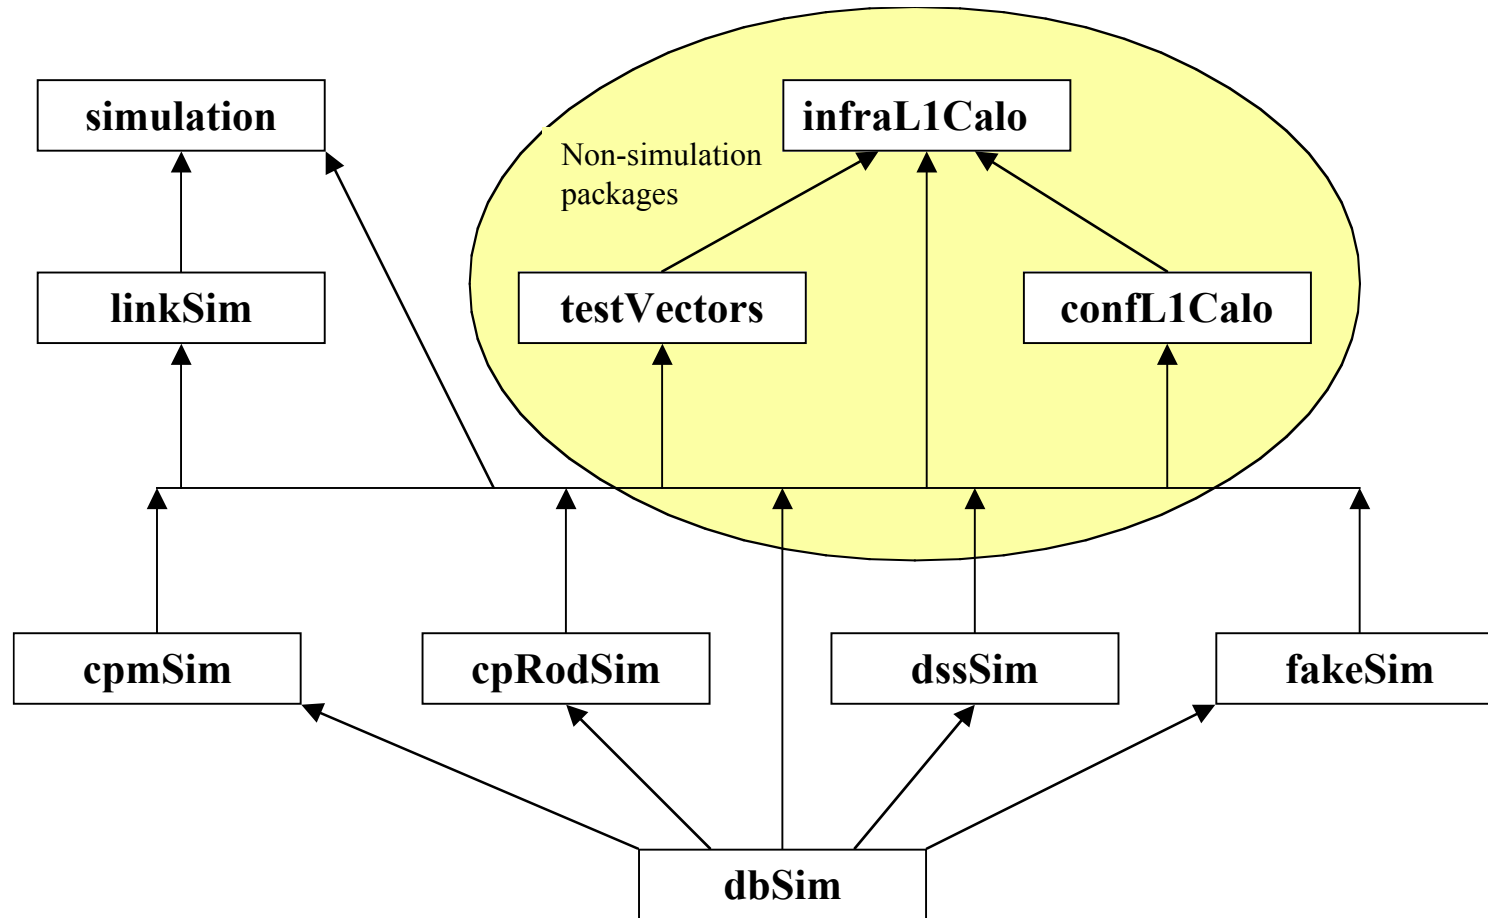 simulation
infraL1Calo
Non-simulation
packages
linkSim
testVectors
confL1Calo
cpmSim
cpRodSim
dssSim
fakeSim
dbSim